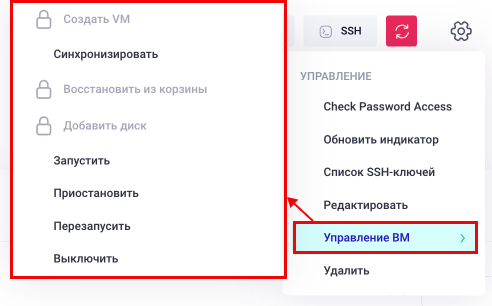 Создать VM
Синхронизировать
Восстановить из корзины
Добавить диск
Запустить
Приостановить
Перезапустить
Выключить
SSH
УПРАВЛЕНИЕ
Check Password Access
Обновить индикатор
Список SSH-ключей
Редактировать
Управление ВМ
Удалить